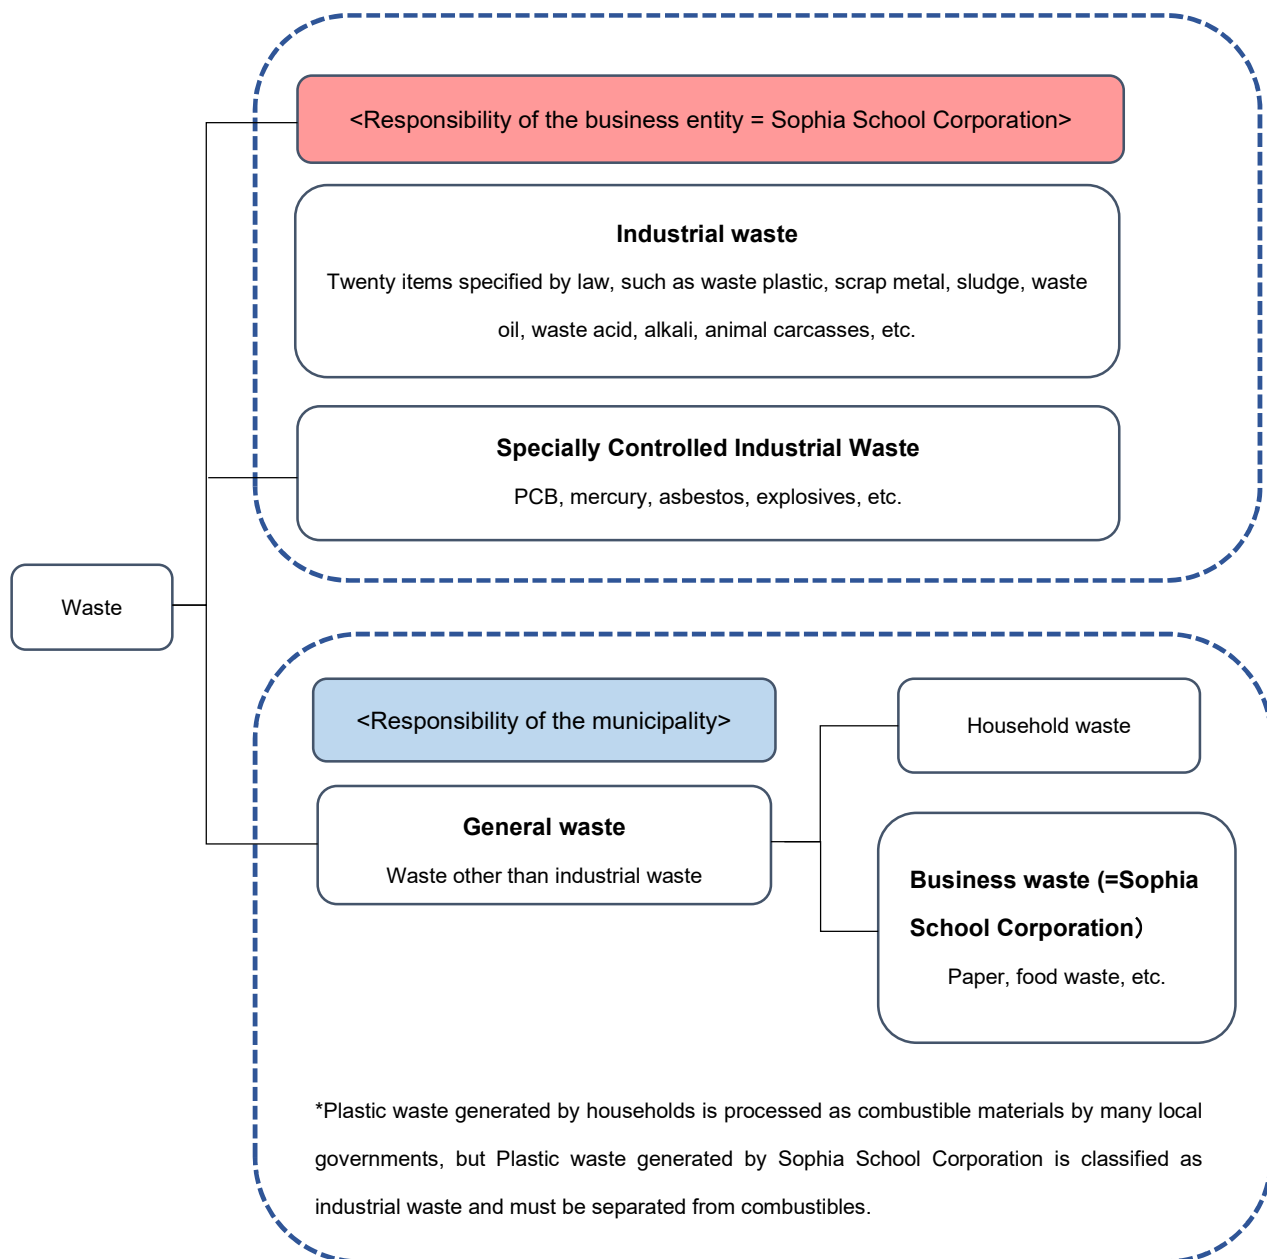 <Responsibility of the business entity = Sophia School Corporation>
Industrial waste
Twenty items specified by law, such as waste plastic, scrap metal, sludge, waste
oil, waste acid, alkali, animal carcasses, etc.
Specially Controlled Industrial Waste
PCB, mercury, asbestos, explosives, etc.
Waste
<Responsibility of the municipality>
Household waste
General waste
Waste other than industrial waste
Business waste (=Sophia
School Corporation）
Paper, food waste, etc.
*Plastic waste generated by households is processed as combustible materials by many local
governments, but Plastic waste generated by Sophia School Corporation is classified as
industrial waste and must be separated from combustibles.